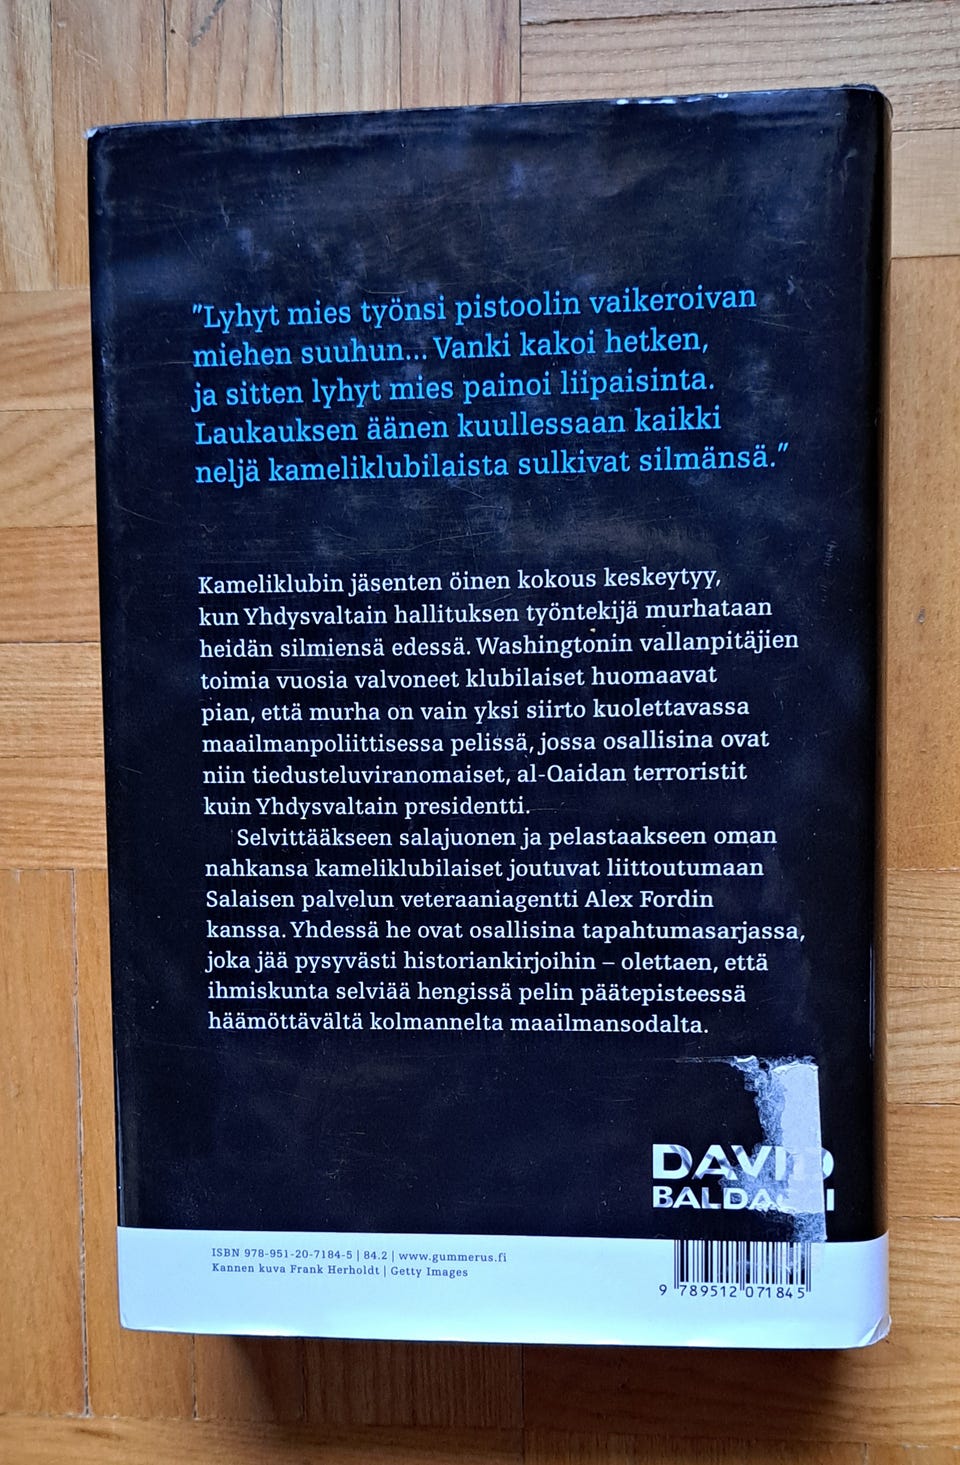 ”Lyhyt mies työnsi pistoolin vaikeroivan
miehen suuhun... Vanki kakoi hetken,
ja sitten lyhyt mies painoi liipaisinta.
Laukauksen äänen kuullessaan kaikki
neljä kameliklubilaista sulkivat silmänsä.”
Kameliklubin jäsenten öinen kokous keskeytyy,
kun Yhdysvaltain hallituksen työntekijä murhataan
heidän silmiensä edessä. Washingtonin vallanpitäjien
toimia vuosia valvoneet klubilaiset huomaavat
pian, että murha on vain yksi siirto kuolettavassa
maailmanpoliittisessa pelissä, jossa osallisina ovat
niin tiedusteluviranomaiset, al-Qaidan terroristit
kuin Yhdysvaltain presidentti.
Selvittääkseen salajuonen ja pelastaakseen oman
nahkansa kameliklubilaiset joutuvat liittoutumaan
Salaisen palvelun veteraaniagentti Alex Fordin
kanssa. Yhdessä he ovat osallisina tapahtumasarjassa,
joka jää pysyvästi historiankirjoihin – olettaen, että
ihmiskunta selviää hengissä pelin päätepisteessä
häämöttävältä kolmannelta maailmansodalta.
DAVID
BALDACCI
ISBN 978-951-20-7184-5 | 84.2 | www.gummerus.fi
Kannen kuva Frank Herholdt | Getty Images
9 789512 071845